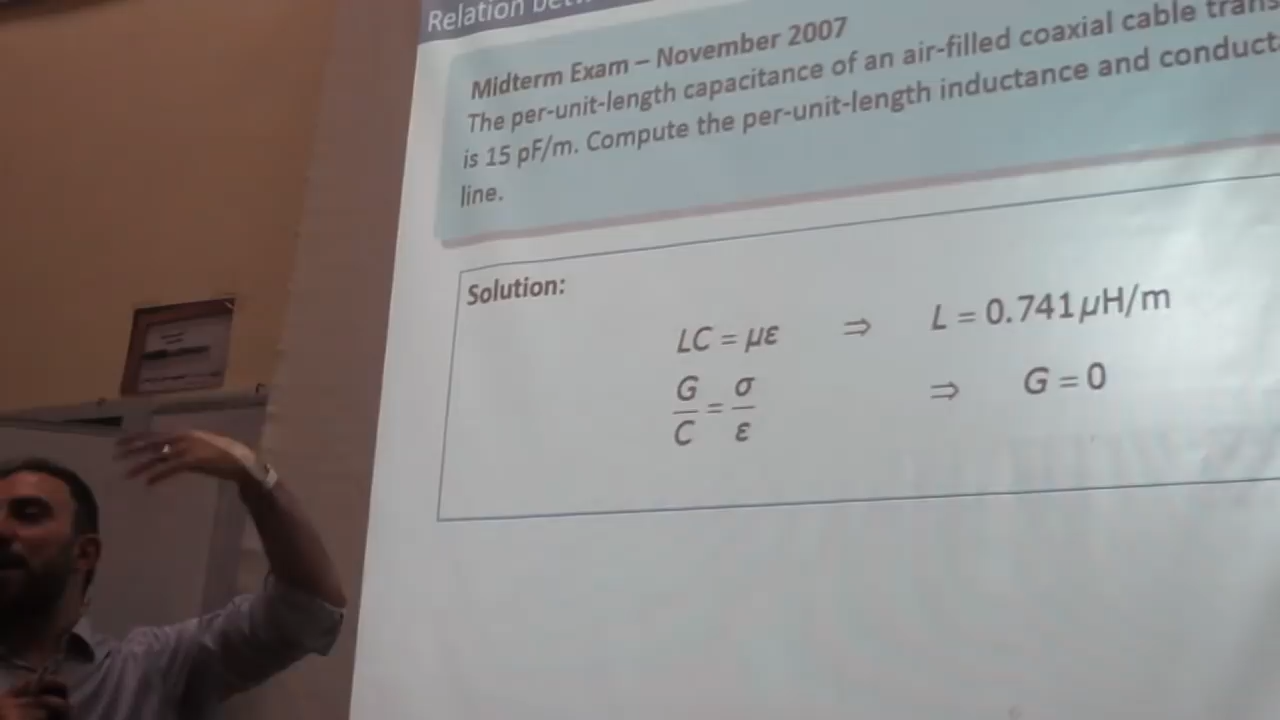 Relation
Midterm Exam – November 2007
The per-unit-length capacitance of an air-filled coaxial cable
is 15 pF/m. Compute the per-unit-length inductance and
line.
Solution:
LC = με ⇒ L = 0.741 μH/m
G/C = σ/ε ⇒ G = 0